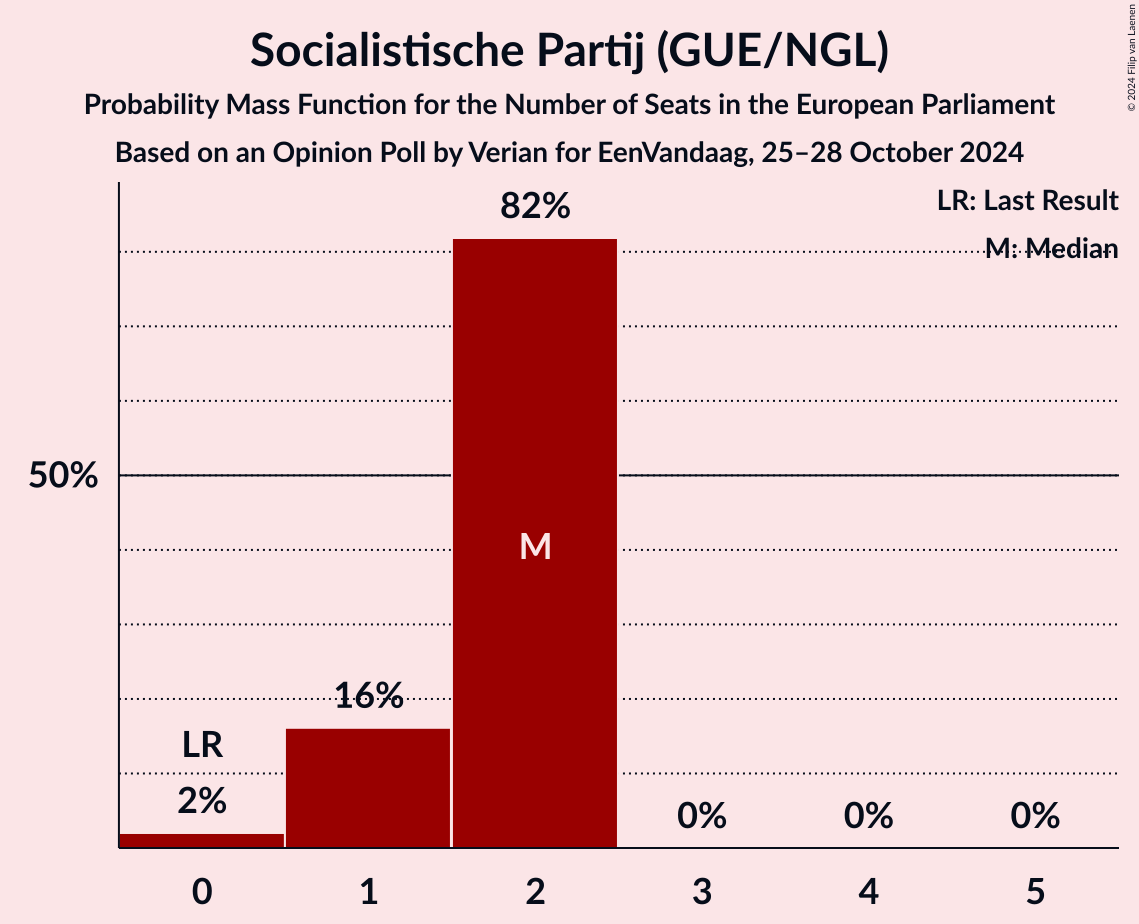 Socialistische Partij (GUE/NGL)
Probability Mass Function for the Number of Seats in the European Parliament
Based on an Opinion Poll by Verian for EenVandaag, 25–28 October 2024
© 2024 Filip van Laenen
LR: Last Result
M: Median
82%
50%
M
16%
LR
2%
0%
0%
0%
0
1
2
3
4
5